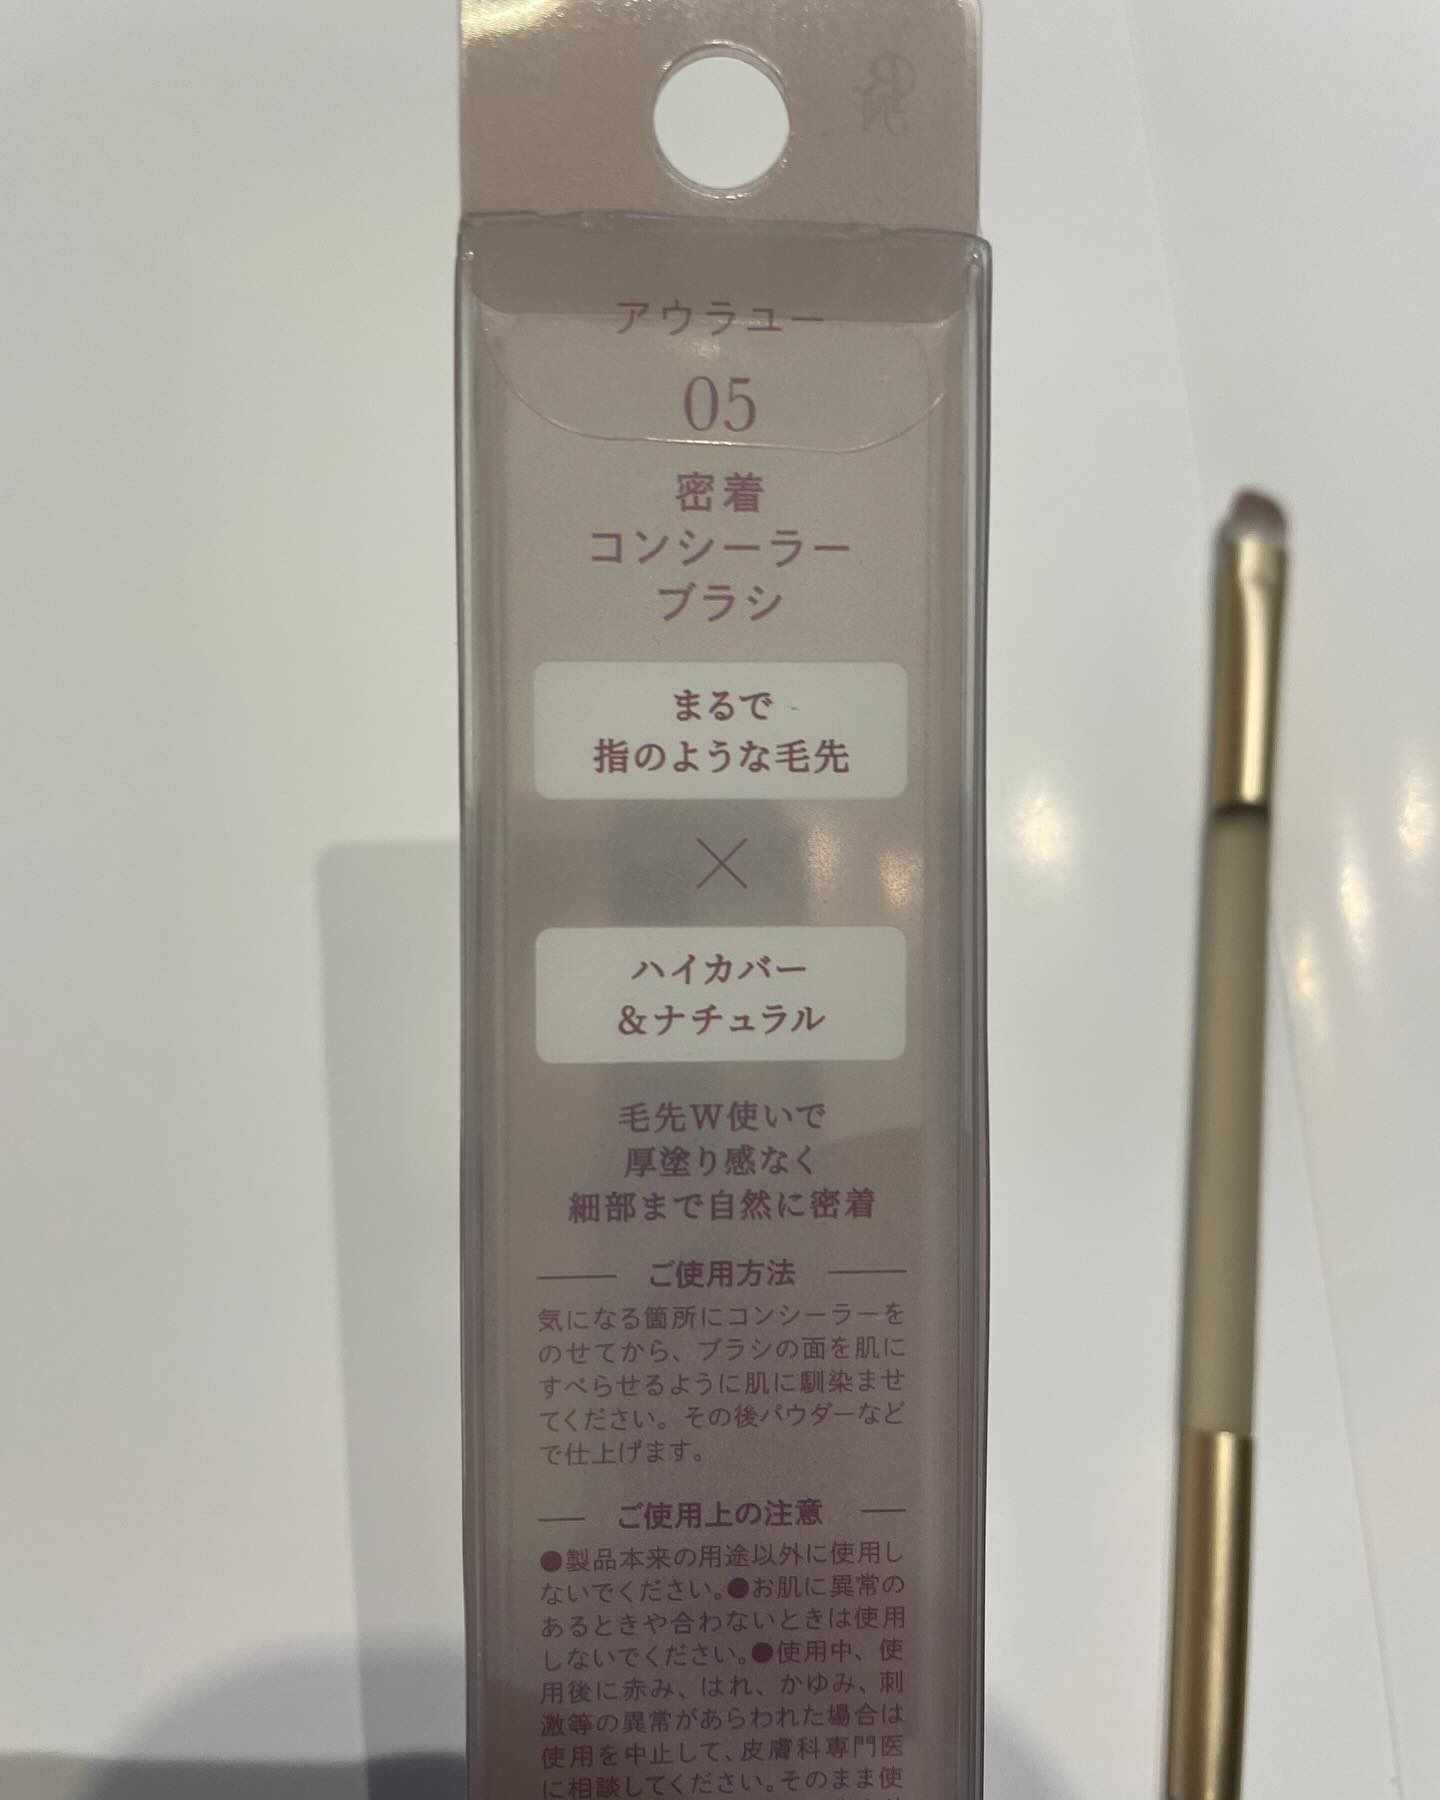 アウラユー
05
密着
コンシーラー
ブラシ
まるで
指のような毛先
×
ハイカバー
&ナチュラル
毛先W使いで
厚塗り感なく
細部まで自然に密着
ご使用方法
気になる箇所にコンシーラーを
のせてから、ブラシの面を肌に
すべらせるように肌に馴染ませ
てください。その後パウダーなど
で仕上げます。
ご使用上の注意
●製品本来の用途以外に使用し
ないでください。●お肌に異常の
あるときや合わないときは使用
しないでください。●使用中、使
用後に赤み、はれ、かゆみ、刺
激等の異常があらわれた場合は
使用を中止して、皮膚科専門医
に相談してください。そのまま使